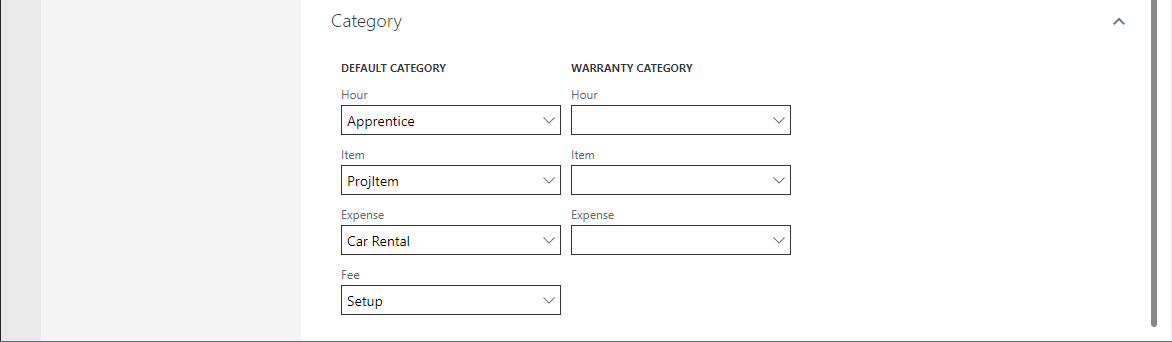 Category
DEFAULT CATEGORY
WARRANTY CATEGORY
Hour
Apprentice
Hour
Item
ProjItem
Item
Expense
Car Rental
Expense
Fee
Setup